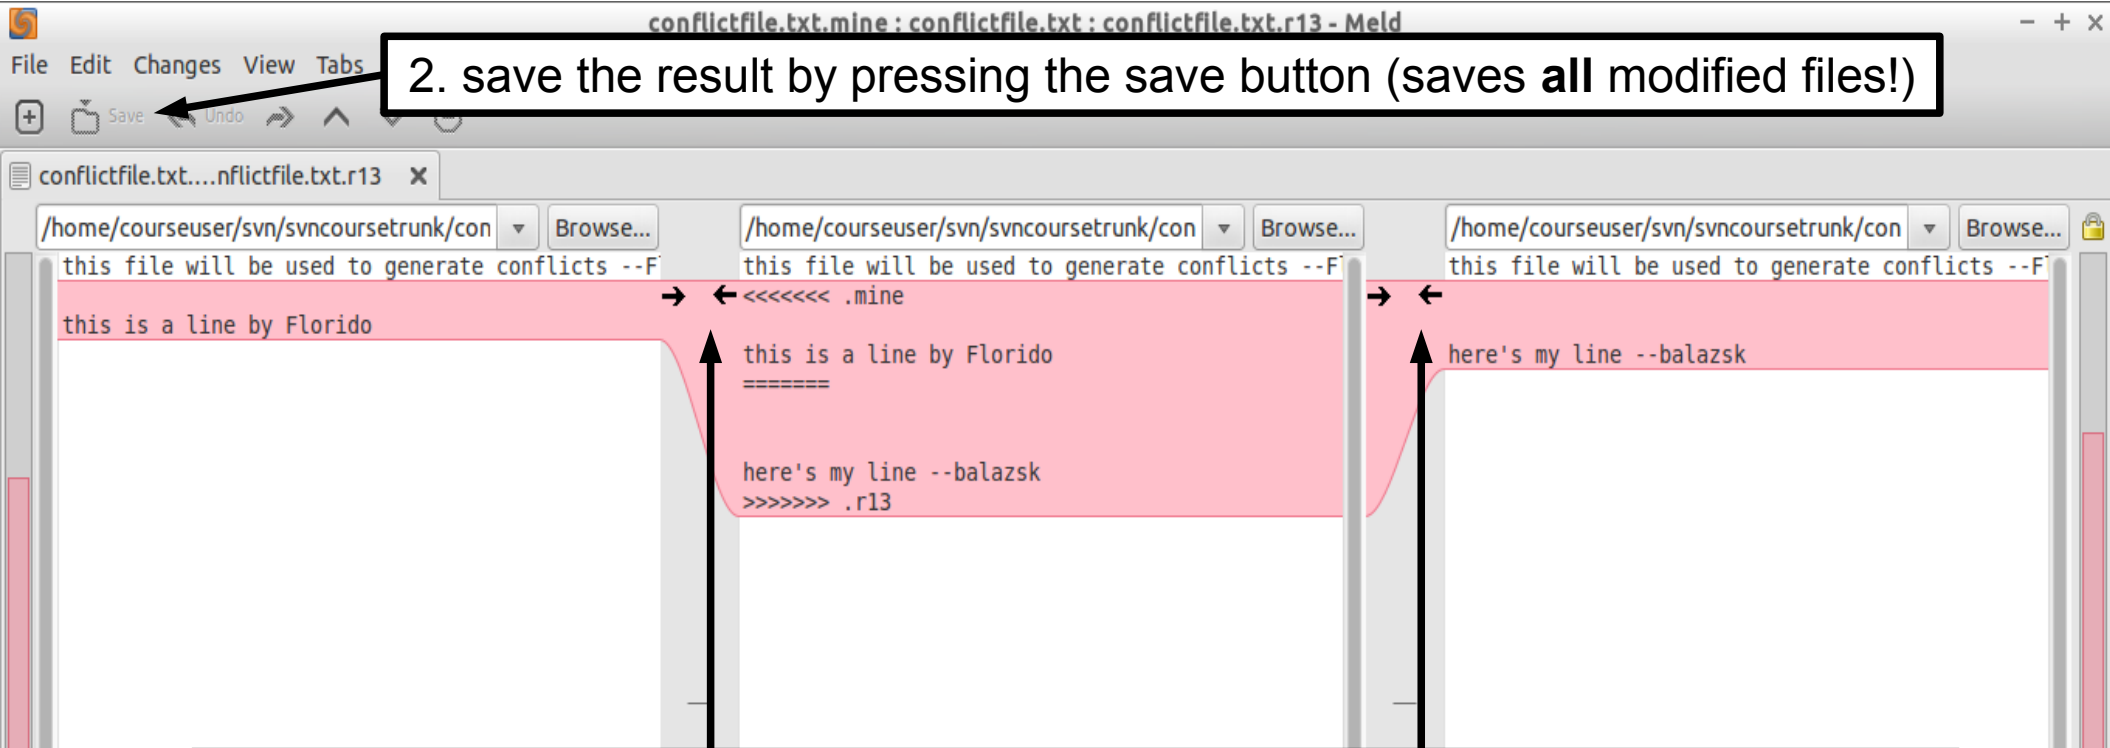 conflictfile.txt.mine : conflictfile.txt : conflictfile.txt.r13 - Meld
File Edit Changes View Tabs
2. save the result by pressing the save button (saves all modified files!)
Save Undo
conflictfile.txt....nflictfile.txt.r13
/home/courseuser/svn/svncoursetrunk/con Browse...
this file will be used to generate conflicts --F
this is a line by Florido
/home/courseuser/svn/svncoursetrunk/con Browse...
this file will be used to generate conflicts --Fl
<<<<<<< .mine
this is a line by Florido
=======
here's my line --balazsk
>>>>>>> .r13
/home/courseuser/svn/svncoursetrunk/con Browse...
this file will be used to generate conflicts --Fl
here's my line --balazsk